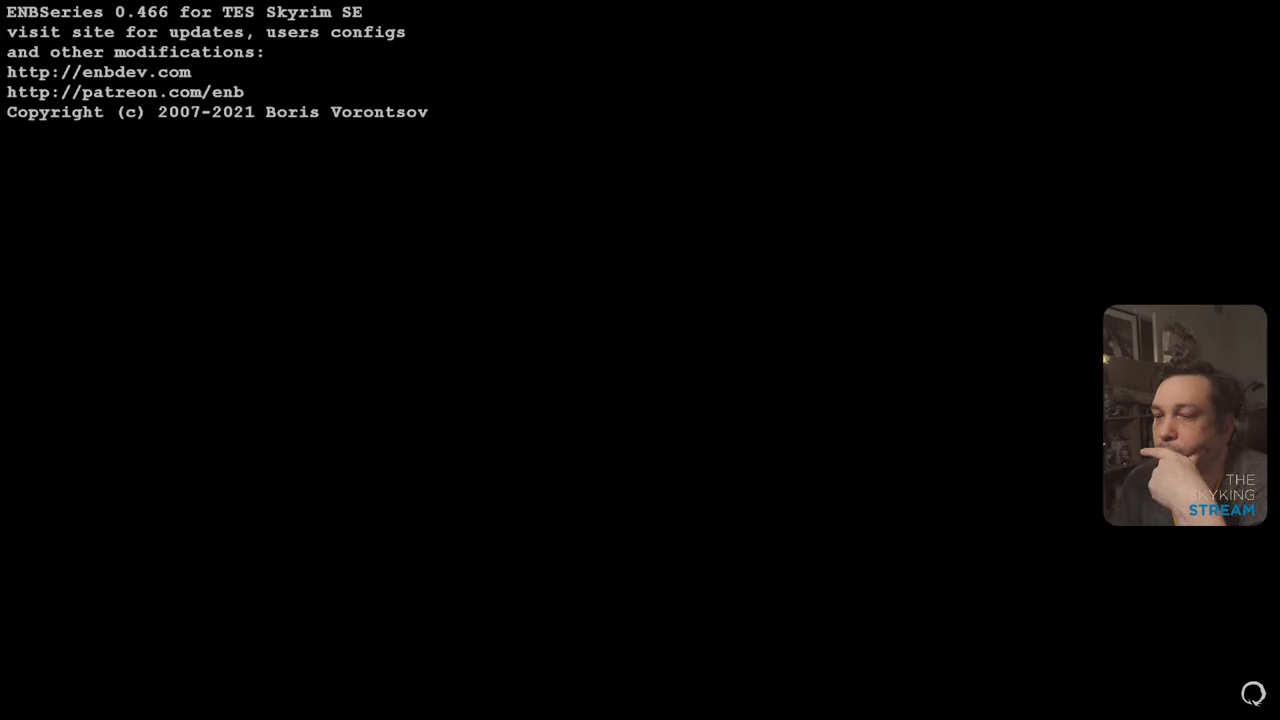 ENBSeries 0.466 for TES Skyrim SE
visit site for updates, users configs
and other modifications:
http://enbdev.com
http://patreon.com/enb
Copyright (c) 2007-2021 Boris Vorontsov
THE
SKYKING
STREAM